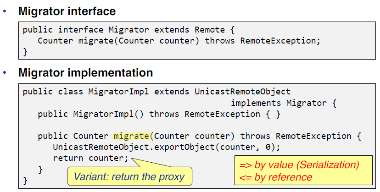 • Migrator interface
public interface Migrator extends Remote {
Counter migrate(Counter counter) throws RemoteException;
}
• Migrator implementation
public class MigratorImpl extends UnicastRemoteObject
implements Migrator {
public MigratorImpl() throws RemoteException { }
public Counter migrate(Counter counter) throws RemoteException {
UnicastRemoteObject.exportObject(counter, 0);
return counter;
}
}
Variant: return the proxy
=> by value (Serialization)
<= by reference